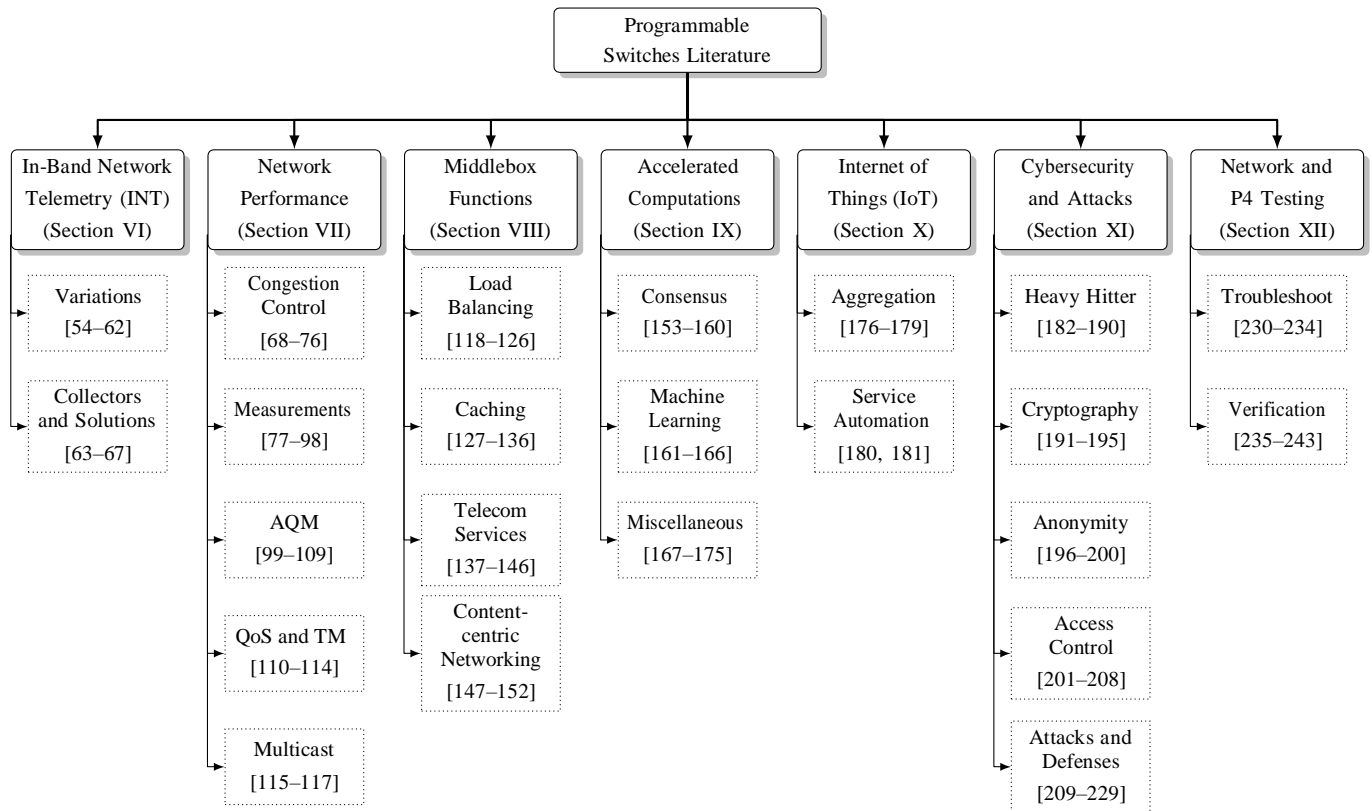 Programmable
Switches Literature
In-Band Network
Telemetry (INT)
(Section VI)
Variations
[54–62]
Collectors
and Solutions
[63–67]
Network
Performance
(Section VII)
Congestion
Control
[68–76]
Measurements
[77–98]
AQM
[99–109]
QoS and TM
[110–114]
Multicast
[115–117]
Middlebox
Functions
(Section VIII)
Load
Balancing
[118–126]
Caching
[127–136]
Telecom
Services
[137–146]
Content-
centric
Networking
[147–152]
Accelerated
Computations
(Section IX)
Consensus
[153–160]
Machine
Learning
[161–166]
Miscellaneous
[167–175]
Internet of
Things (IoT)
(Section X)
Aggregation
[176–179]
Service
Automation
[180, 181]
Cybersecurity
and Attacks
(Section XI)
Heavy Hitter
[182–190]
Cryptography
[191–195]
Anonymity
[196–200]
Access
Control
[201–208]
Attacks and
Defenses
[209–229]
Network and
P4 Testing
(Section XII)
Troubleshoot
[230–234]
Verification
[235–243]